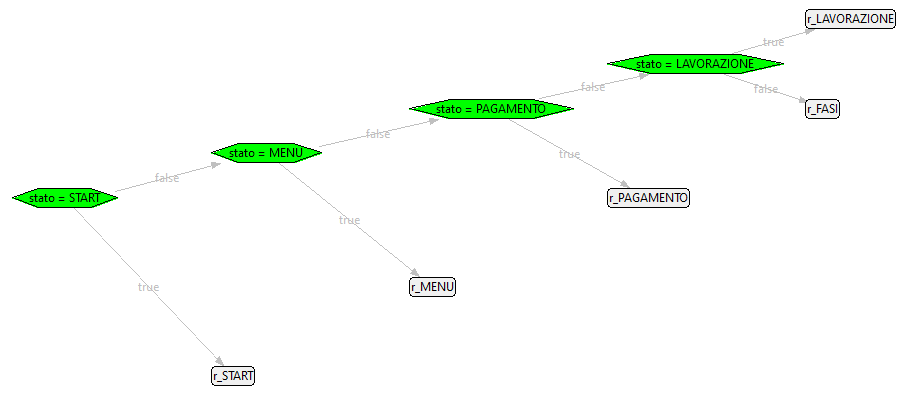 r_LAVORAZIONE
true
stato = LAVORAZIONE
false
false
r_FASI
stato = PAGAMENTO
false
true
stato = MENU
false
r_PAGAMENTO
stato = START
true
r_MENU
true
r_START